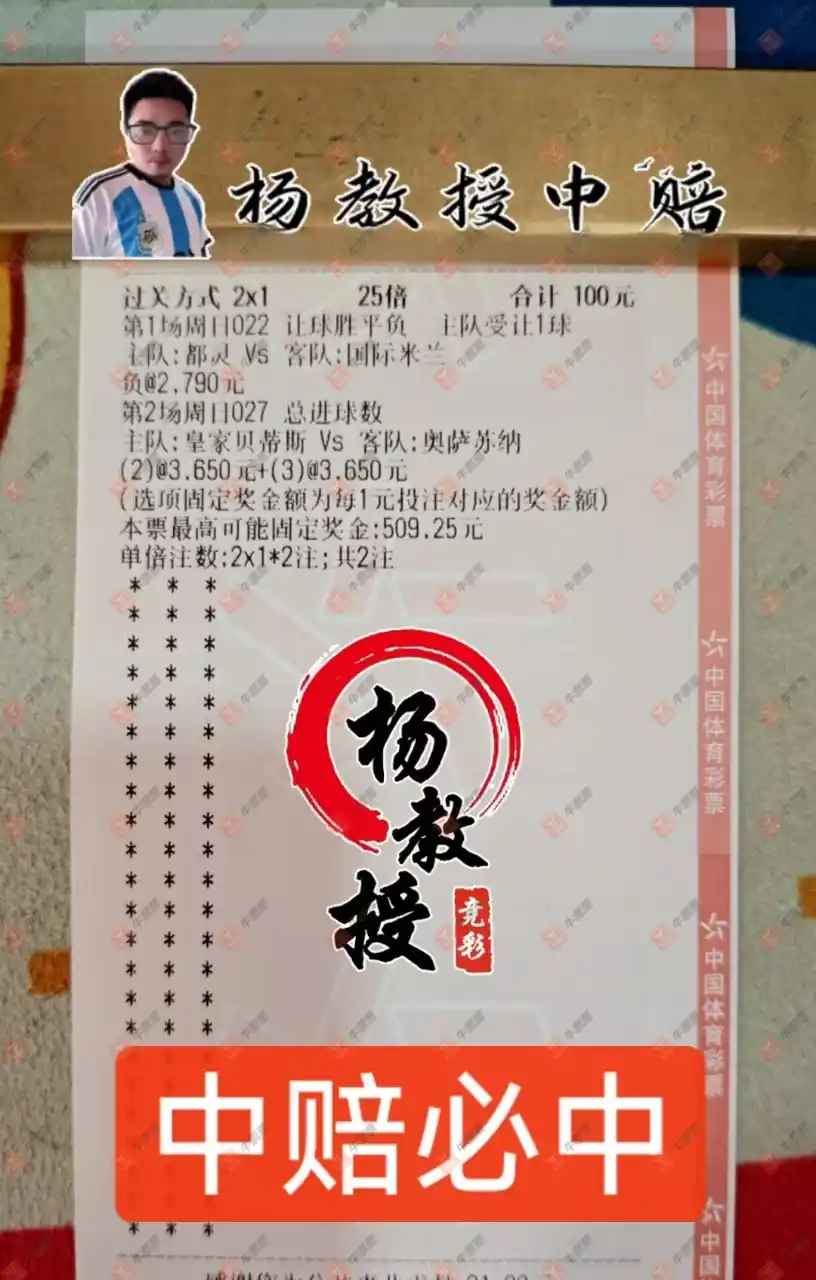 杨教授中赔
过关方式 2x1 25倍 合计 100元
第1场周日022 让球胜平负 主队受让1球
主队:都灵 Vs 客队:国际米兰
负@2.790元
第2场周日027 总进球数
主队:皇家贝蒂斯 Vs 客队:奥萨苏纳
(2)@3.650元+(3)@3.650元
(选项固定奖金额为每1元投注对应的奖金额)
本票最高可能固定奖金:509.25元
单倍注数:2x1*2注;共2注
杨教授
竞彩
中赔必中
中国体育彩票
中国体育彩票
中国体育彩票
中国